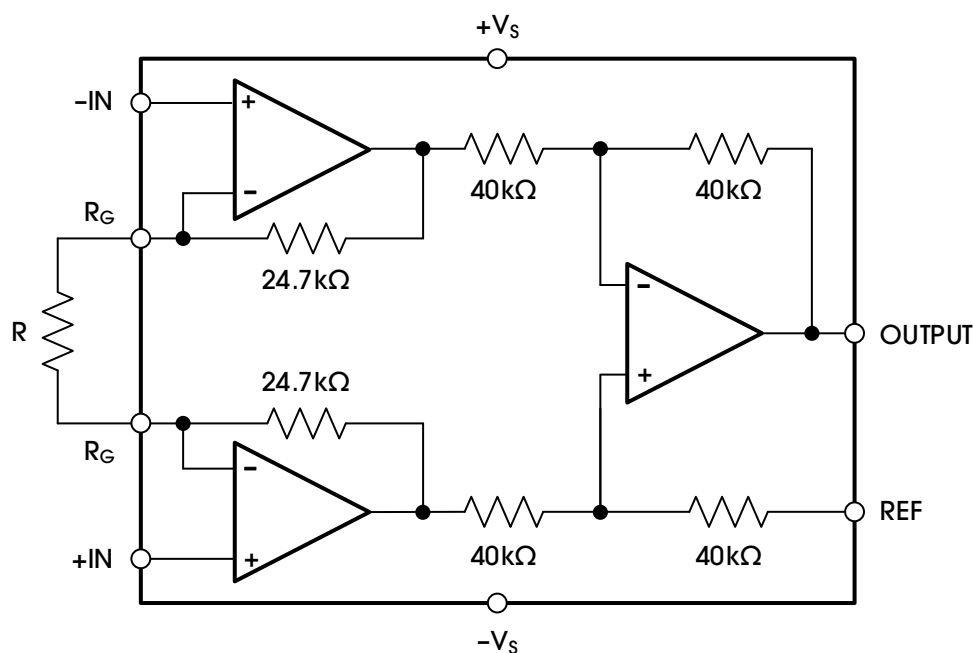 +VS
–IN
+
–
RG
40kΩ
40kΩ
24.7kΩ
–
R
OUTPUT
24.7kΩ
+
RG
–
REF
+IN
+
40kΩ
40kΩ
–VS